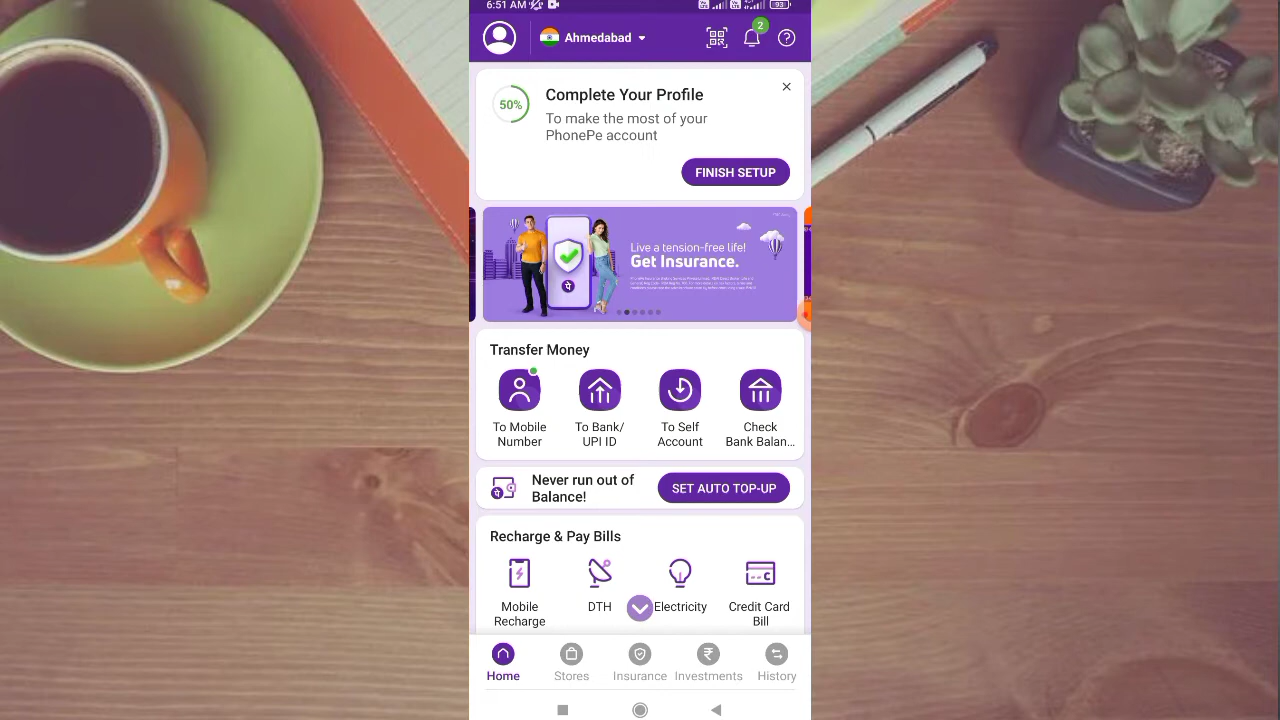 6:51 AM
93
Ahmedabad
2
50%
Complete Your Profile
To make the most of your
PhonePe account
FINISH SETUP
Live a tension-free life!
Get Insurance.
Transfer Money
To Mobile
Number
To Bank/
UPI ID
To Self
Account
Check
Bank Balan...
Never run out of
Balance!
SET AUTO TOP-UP
Recharge & Pay Bills
Mobile
Recharge
DTH
Electricity
Credit Card
Bill
Home
Stores
Insurance
Investments
History